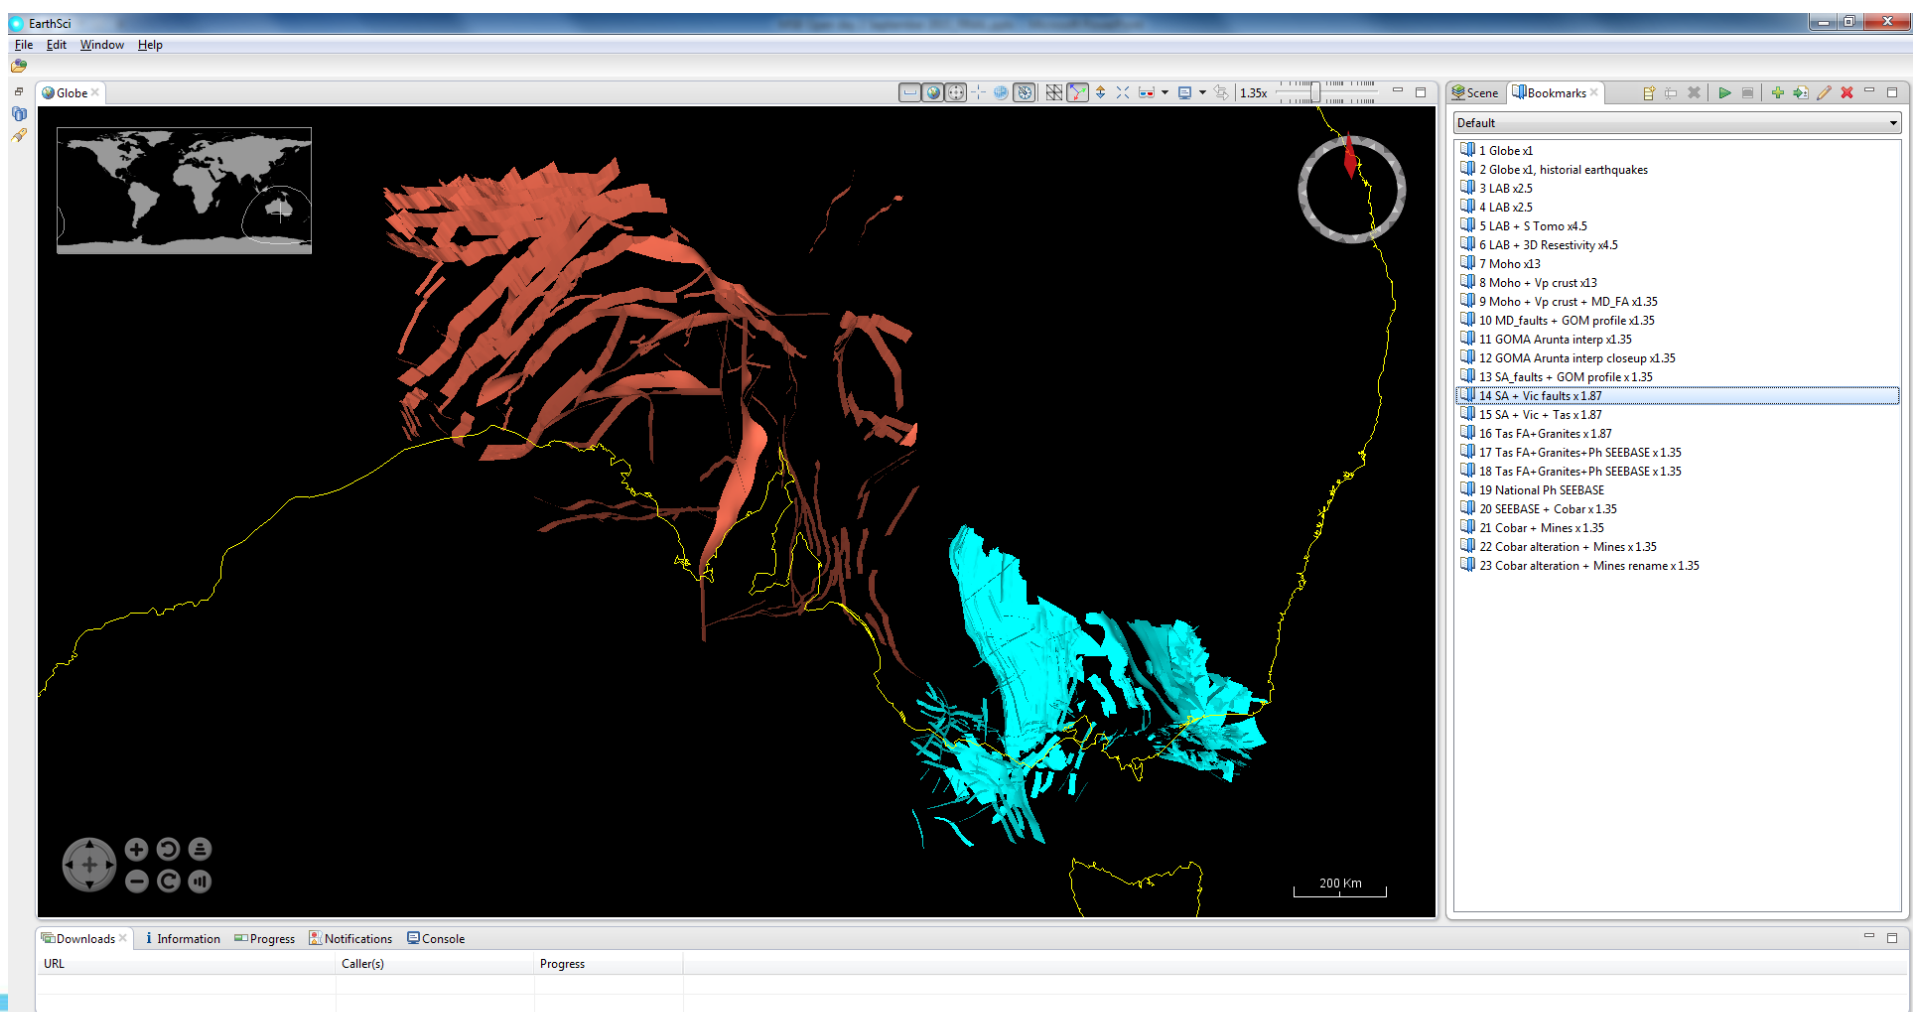 EarthSci
File Edit Window Help
Globe
1.35x
Scene Bookmarks
Default
1 Globe x1
2 Globe x1, historial earthquakes
3 LAB x2.5
4 LAB x2.5
5 LAB + S Tomo x4.5
6 LAB + 3D Resestivity x4.5
7 Moho x13
8 Moho + Vp crust x13
9 Moho + Vp crust + MD_FA x1.35
10 MD_faults + GOM profile x1.35
11 GOMA Arunta interp x1.35
12 GOMA Arunta interp closeup x1.35
13 SA_faults + GOM profile x 1.35
14 SA + Vic faults x 1.87
15 SA + Vic + Tas x 1.87
16 Tas FA+Granites x 1.87
17 Tas FA+Granites+Ph SEEBASE x 1.35
18 Tas FA+Granites+Ph SEEBASE x 1.35
19 National Ph SEEBASE
20 SEEBASE + Cobar x 1.35
21 Cobar + Mines x 1.35
22 Cobar alteration + Mines x 1.35
23 Cobar alteration + Mines rename x 1.35
200 Km
Downloads Information Progress Notifications Console
URL Caller(s) Progress